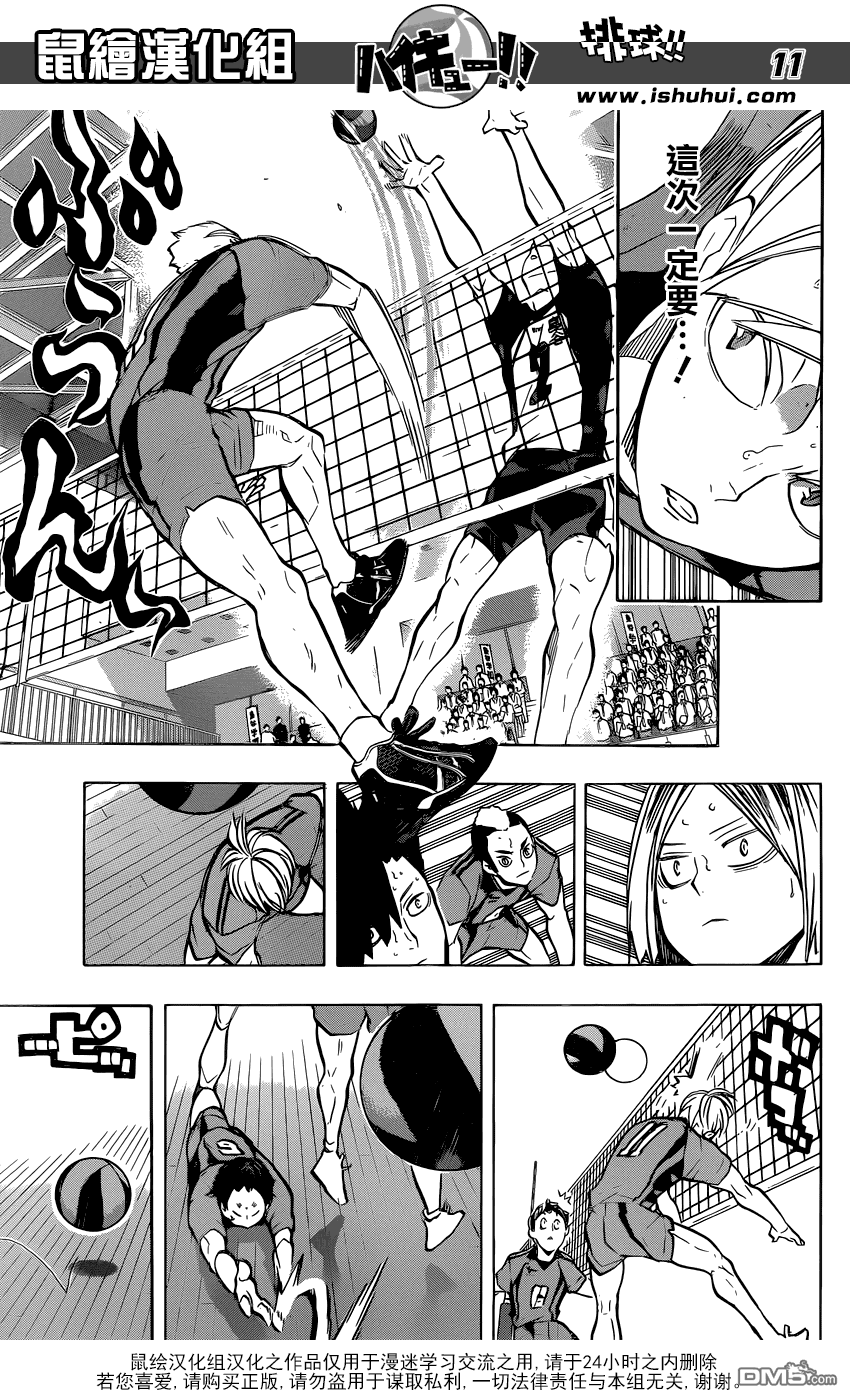 鼠繪漢化組
ハイキュー!!
排球!!
11
www.ishuhui.com
這次一定要…！
ボゴッ
ピピーッ
鼠绘汉化组汉化之作品仅用于漫迷学习交流之用, 请于24小时之内删除
若您喜爱, 请购买正版, 请勿盗用于谋取私利, 一切法律责任与本组无关, 谢谢.
DM5.com